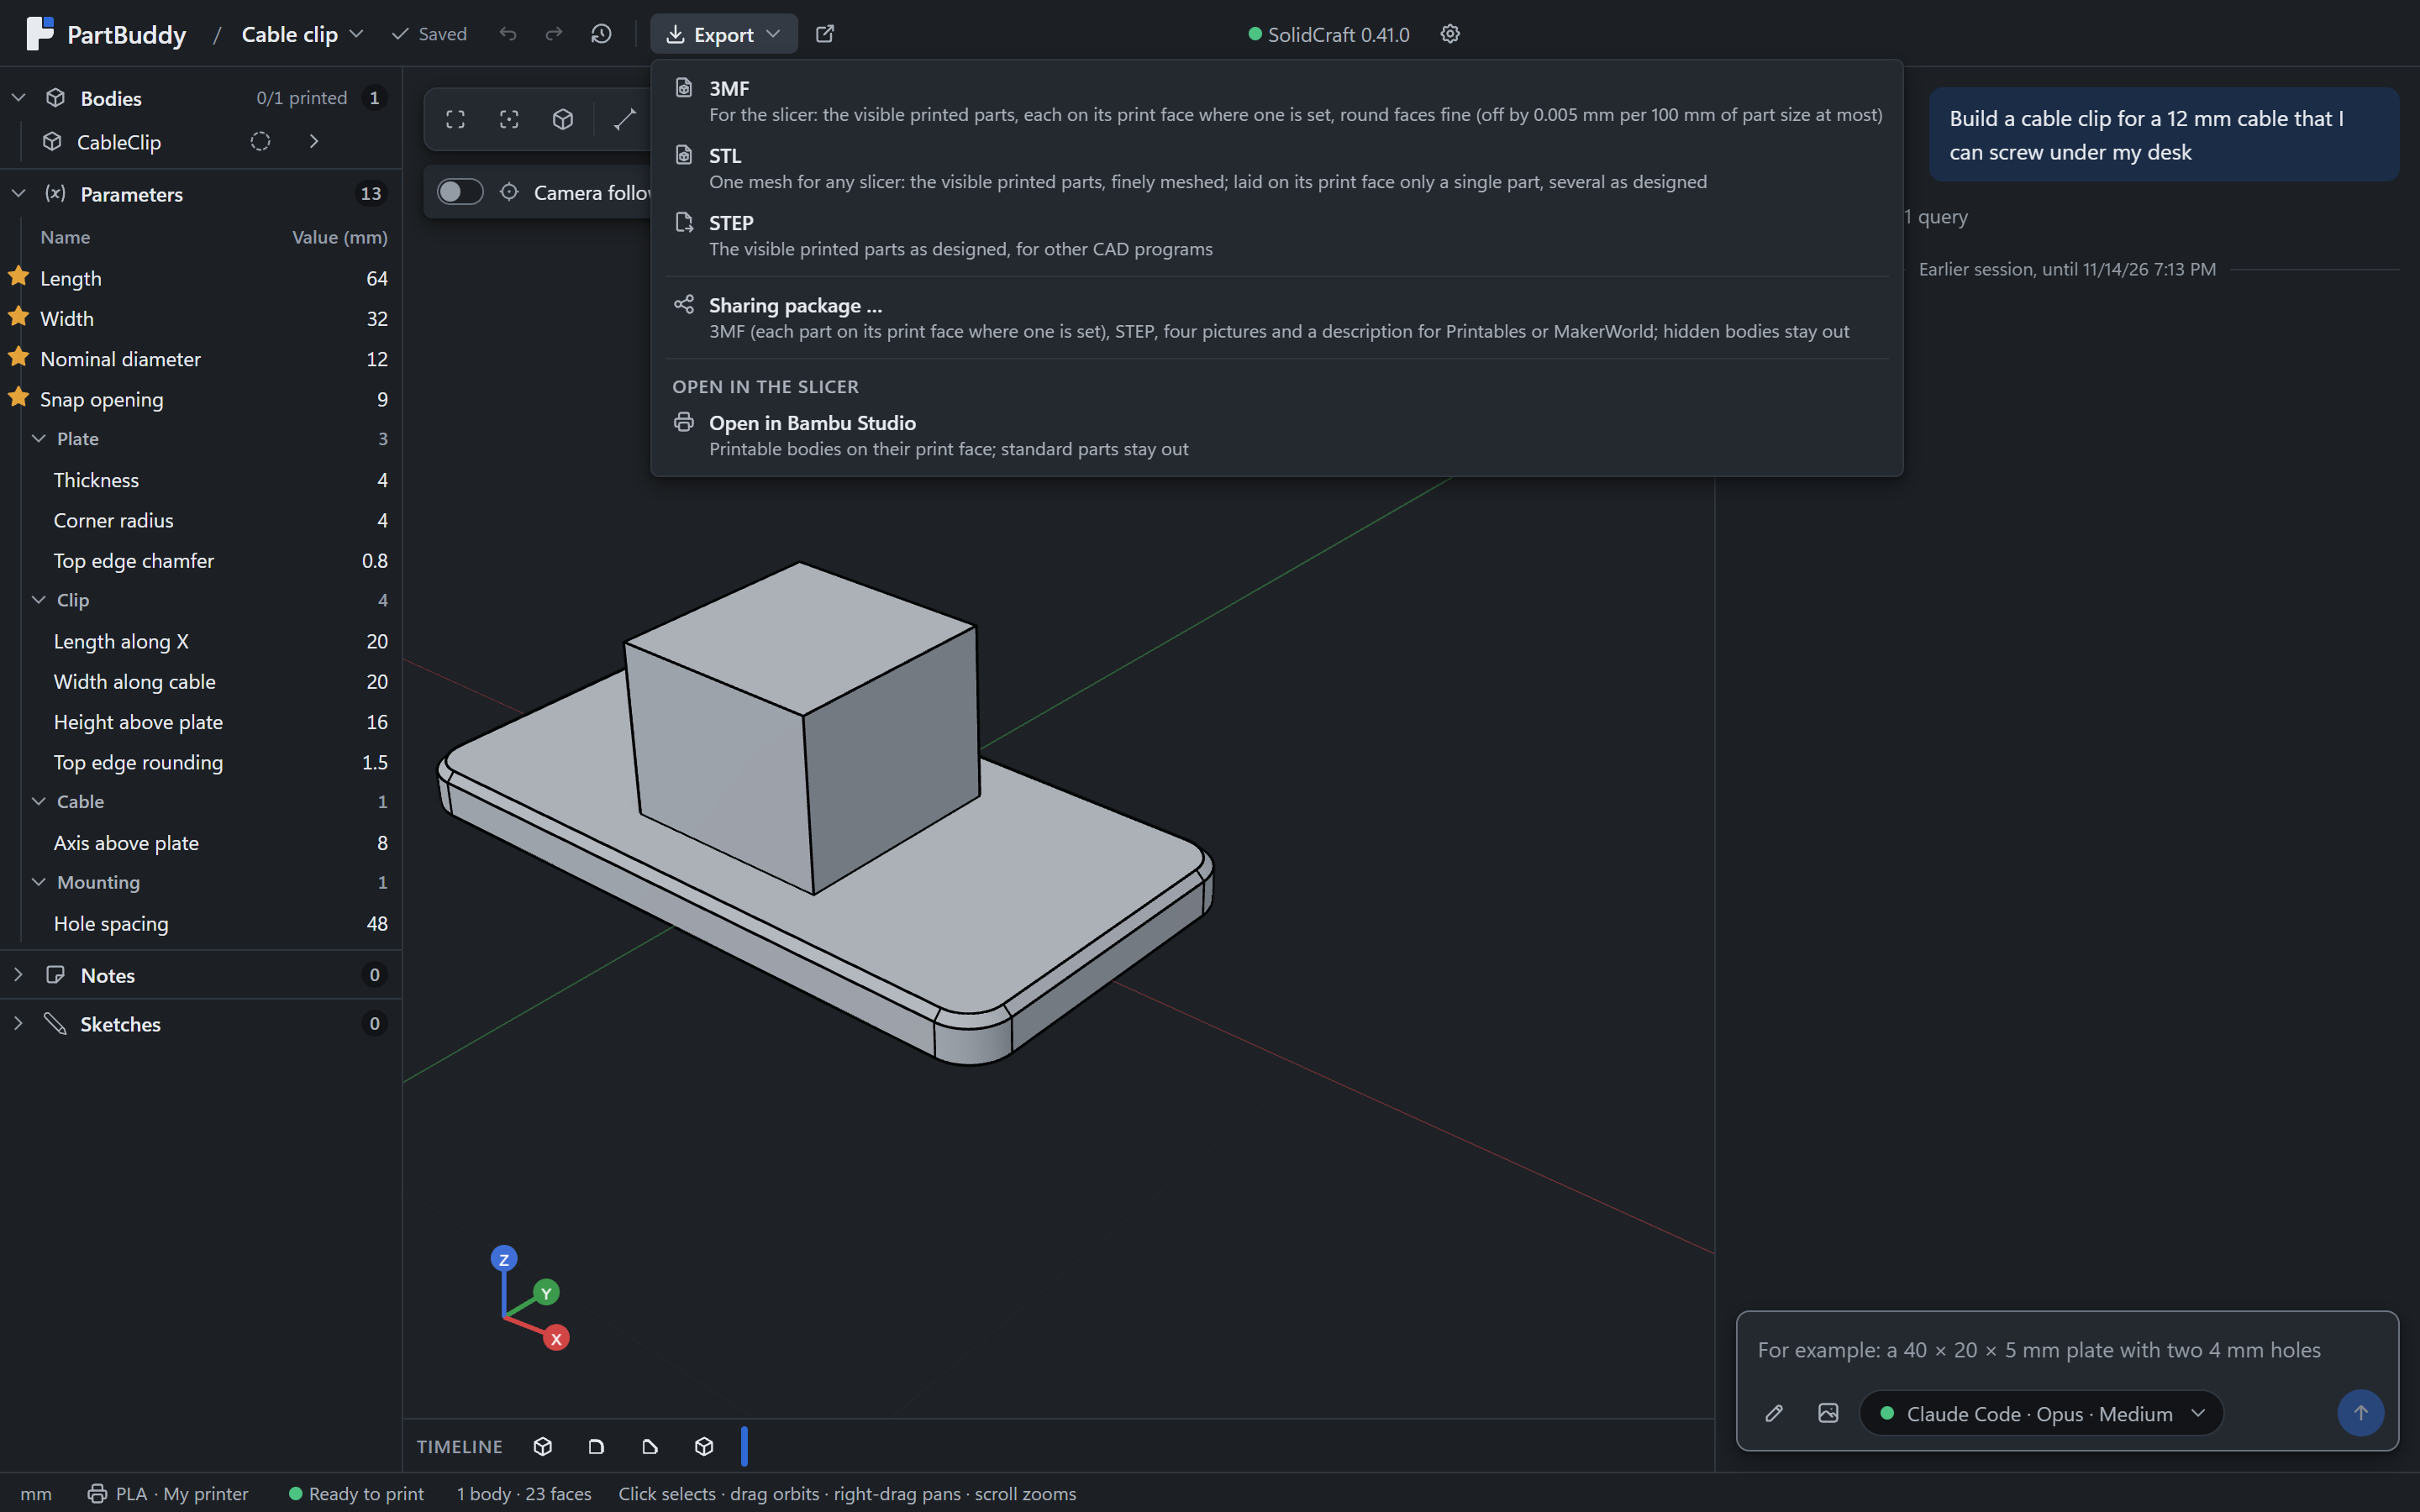 PartBuddy / Cable clip Saved Export SolidCraft 0.41.0
Bodies 0/1 printed 1
CableClip
Parameters 13
Name Value (mm)
Length 64
Width 32
Nominal diameter 12
Snap opening 9
Plate 3
Thickness 4
Corner radius 4
Top edge chamfer 0.8
Clip 4
Length along X 20
Width along cable 20
Height above plate 16
Top edge rounding 1.5
Cable 1
Axis above plate 8
Mounting 1
Hole spacing 48
Notes 0
Sketches 0
Camera follo
3MF
For the slicer: the visible printed parts, each on its print face where one is set, round faces fine (off by 0.005 mm per 100 mm of part size at most)
STL
One mesh for any slicer: the visible printed parts, finely meshed; laid on its print face only a single part, several as designed
STEP
The visible printed parts as designed, for other CAD programs
Sharing package ...
3MF (each part on its print face where one is set), STEP, four pictures and a description for Printables or MakerWorld; hidden bodies stay out
OPEN IN THE SLICER
Open in Bambu Studio
Printable bodies on their print face; standard parts stay out
Z
Y
X
TIMELINE
Build a cable clip for a 12 mm cable that I
can screw under my desk
1 query
Earlier session, until 11/14/26 7:13 PM
For example: a 40 × 20 × 5 mm plate with two 4 mm holes
Claude Code · Opus · Medium
mm PLA · My printer Ready to print 1 body · 23 faces Click selects · drag orbits · right-drag pans · scroll zooms